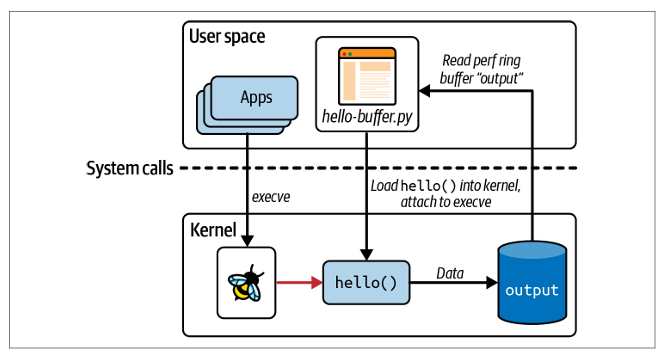 User space
Apps
hello-buffer.py
Read perf ring
buffer “output”
System calls
execve
Load hello() into kernel,
attach to execve
Kernel
hello()
Data
output